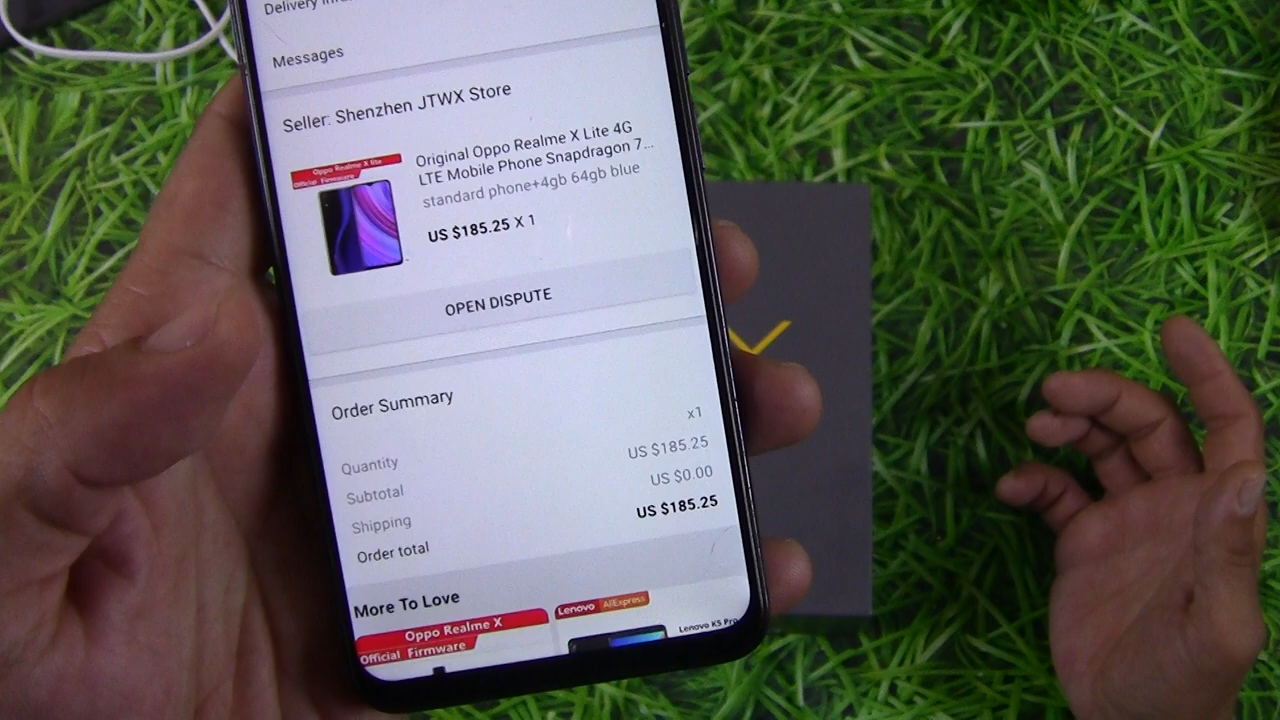 Messages
Seller: Shenzhen JTWX Store
Oppo Realme X lite
Official Firmware
Original Oppo Realme X Lite 4G
LTE Mobile Phone Snapdragon 7...
standard phone+4gb 64gb blue
US $185.25 X 1
OPEN DISPUTE
Order Summary
Quantity x1
Subtotal US $185.25
Shipping US $0.00
Order total US $185.25
More To Love
Oppo Realme X
Official Firmware
Lenovo AliExpress
Lenovo K5 Pro